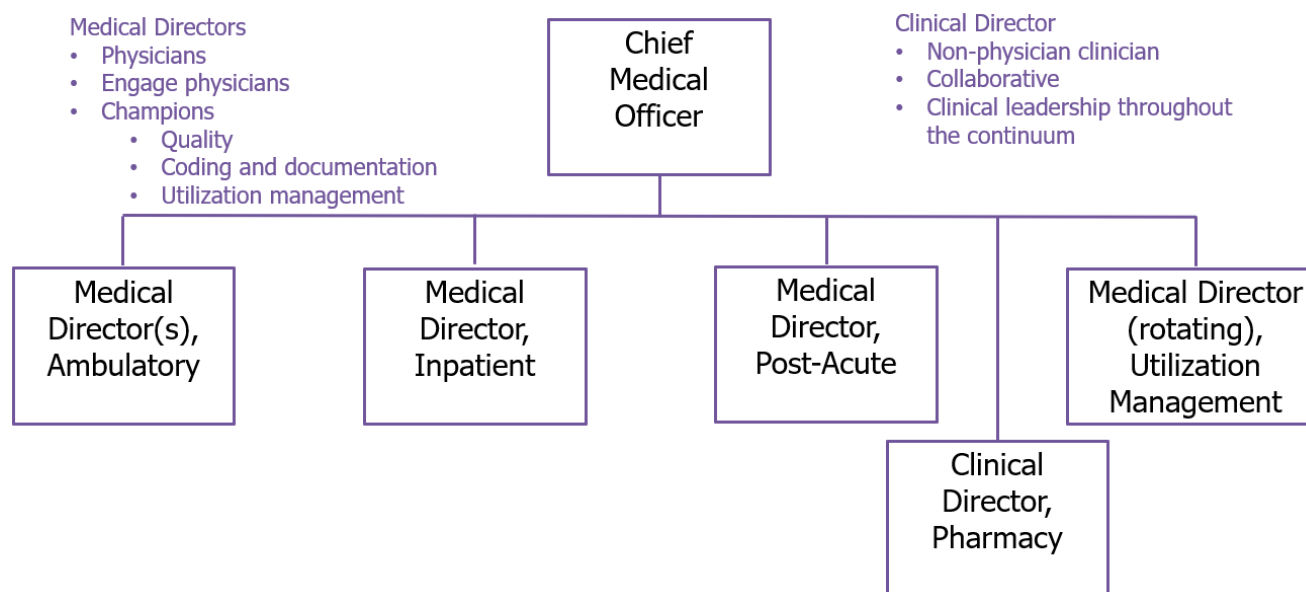 Medical Directors
• Physicians
• Engage physicians
• Champions
• Quality
• Coding and documentation
• Utilization management
Chief
Medical
Officer
Clinical Director
• Non-physician clinician
• Collaborative
• Clinical leadership throughout
the continuum
Medical
Director(s),
Ambulatory
Medical
Director,
Inpatient
Medical
Director,
Post-Acute
Medical Director
(rotating),
Utilization
Management
Clinical
Director,
Pharmacy